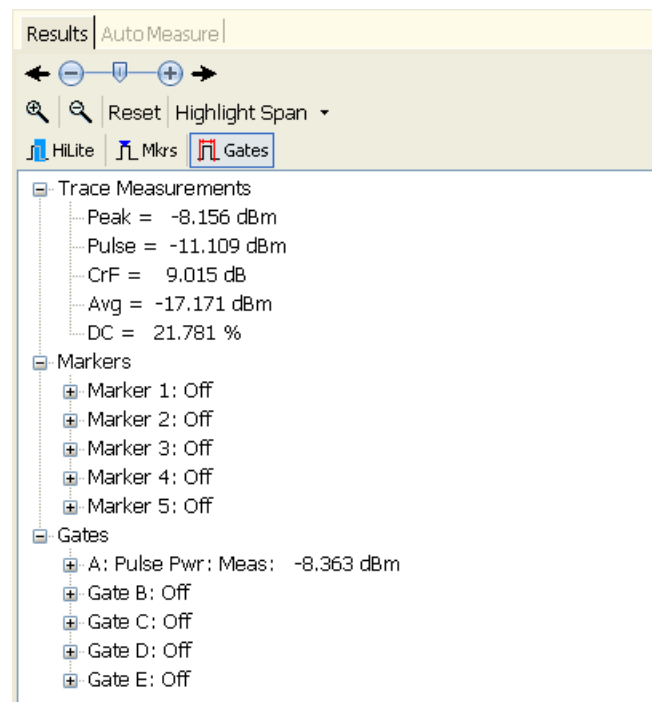 Results AutoMeasure
Reset Highlight Span
HiLite Mkrs Gates
Trace Measurements
Peak = -8.156 dBm
Pulse = -11.109 dBm
CrF = 9.015 dB
Avg = -17.171 dBm
DC = 21.781 %
Markers
Marker 1: Off
Marker 2: Off
Marker 3: Off
Marker 4: Off
Marker 5: Off
Gates
A: Pulse Pwr: Meas: -8.363 dBm
Gate B: Off
Gate C: Off
Gate D: Off
Gate E: Off